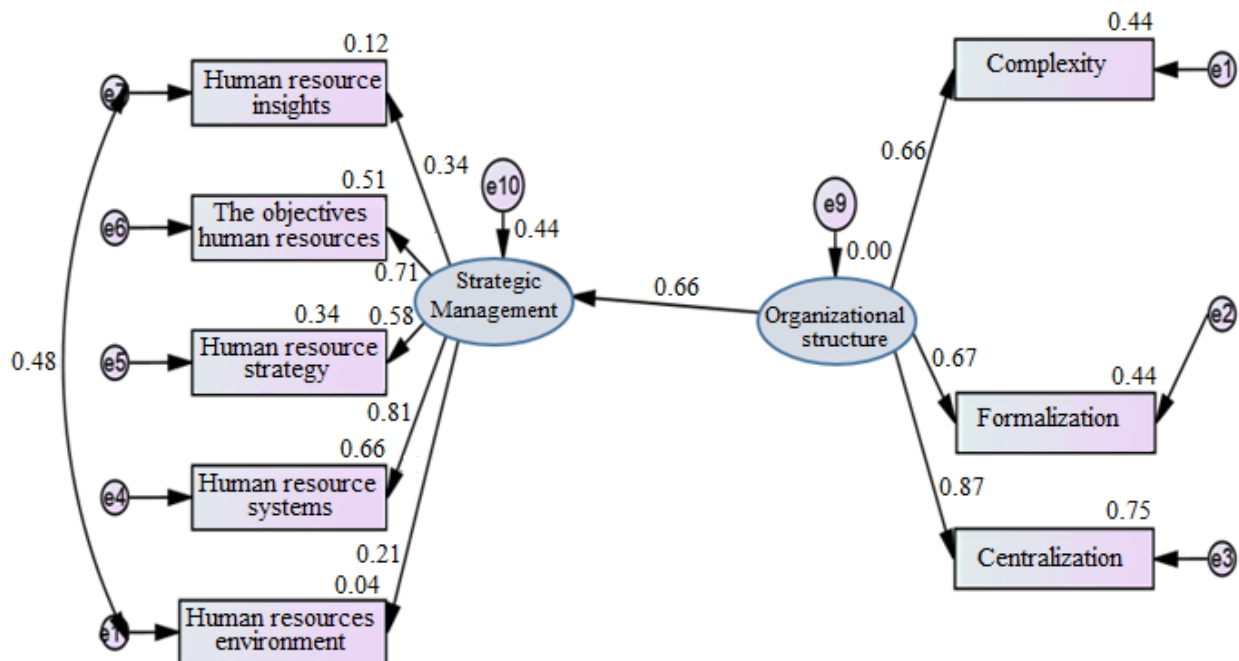 0.12
0.44
e7
Human resource
insights
Complexity
e1
0.34
0.66
0.51
e10
e9
e6
The objectives
human resources
0.44
0.00
0.71
Strategic
Management
0.66
Organizational
structure
e2
0.34
0.58
0.48
e5
Human resource
strategy
0.67
0.44
0.81
Formalization
0.66
e4
Human resource
systems
0.87
0.75
0.21
0.04
Centralization
e3
Human resources
environment